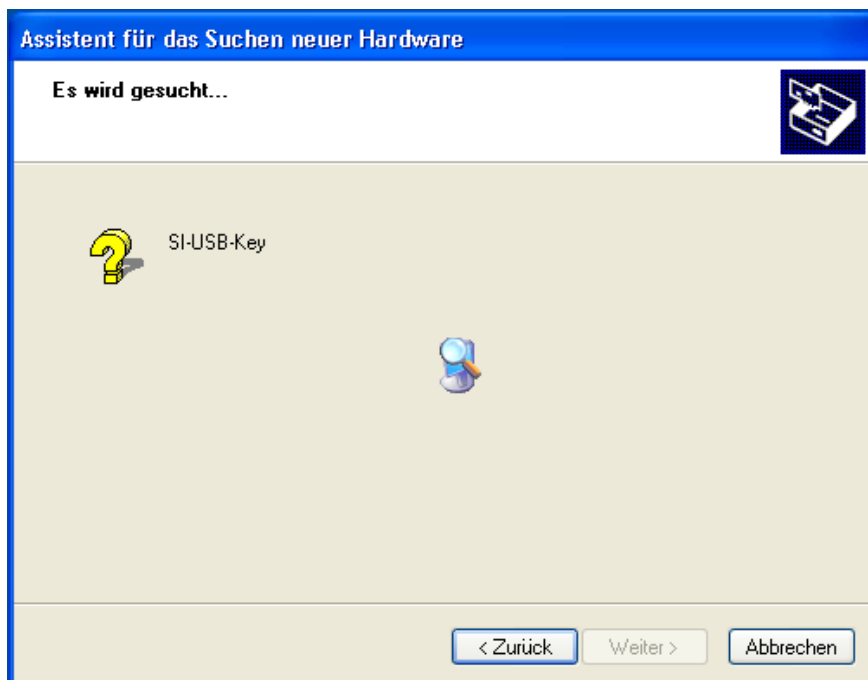 Assistent für das Suchen neuer Hardware
Es wird gesucht...
SI-USB-Key
< Zurück
Weiter >
Abbrechen